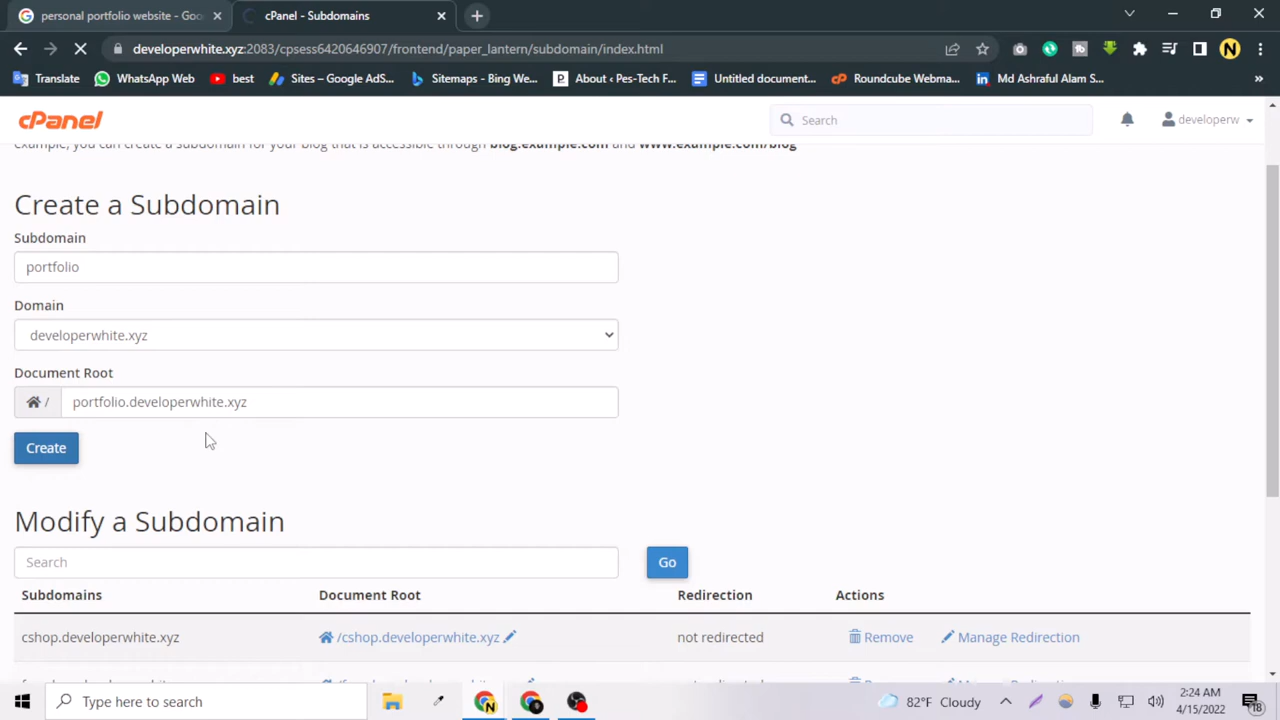 personal portfolio website - Goo
cPanel - Subdomains
developerwhite.xyz:2083/cpsess6420646907/frontend/paper_lantern/subdomain/index.html
N
Translate
WhatsApp Web
best
Sites – Google AdS...
Sitemaps - Bing We...
About ‹ Pes-Tech F...
Untitled document...
Roundcube Webma...
Md Ashraful Alam S...
»
cPanel
Search
developerw
Example, you can create a subdomain for your blog that is accessible through blog.example.com and www.example.com/blog
Create a Subdomain
Subdomain
portfolio
Domain
developerwhite.xyz
Document Root
/ portfolio.developerwhite.xyz
Create
Modify a Subdomain
Search
Go
Subdomains Document Root Redirection Actions
cshop.developerwhite.xyz /cshop.developerwhite.xyz not redirected Remove Manage Redirection
Type here to search
82°F Cloudy
2:24 AM
4/15/2022
18